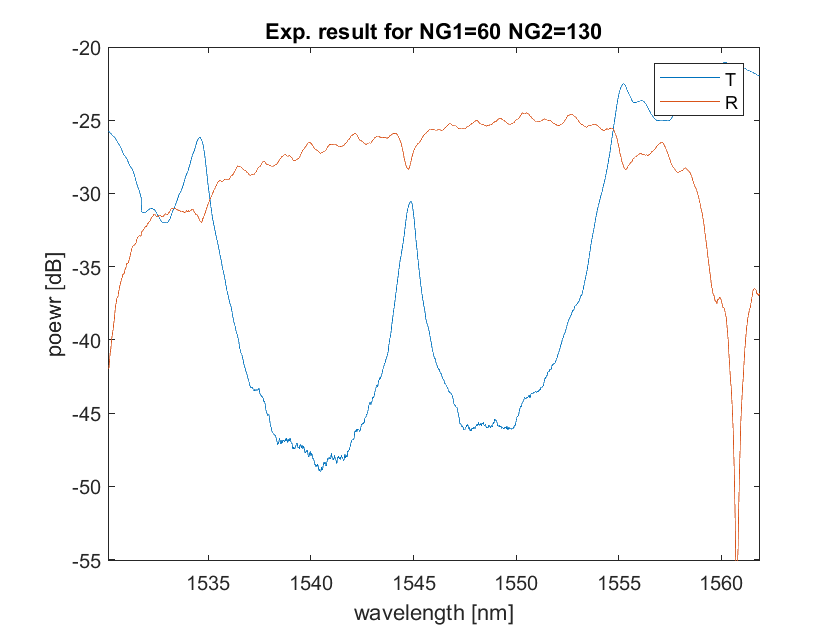 Exp. result for NG1=60 NG2=130
-20
-25
-30
-35
-40
-45
-50
-55
poewr [dB]
T
R
1535 1540 1545 1550 1555 1560
wavelength [nm]